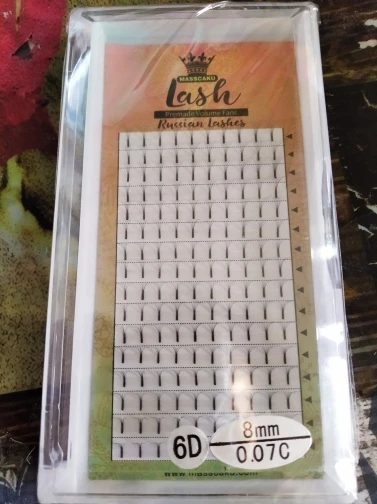 MASSCAKU
Lash
Premade Volume Fans
Russian Lashes
6D
8mm
0.07C